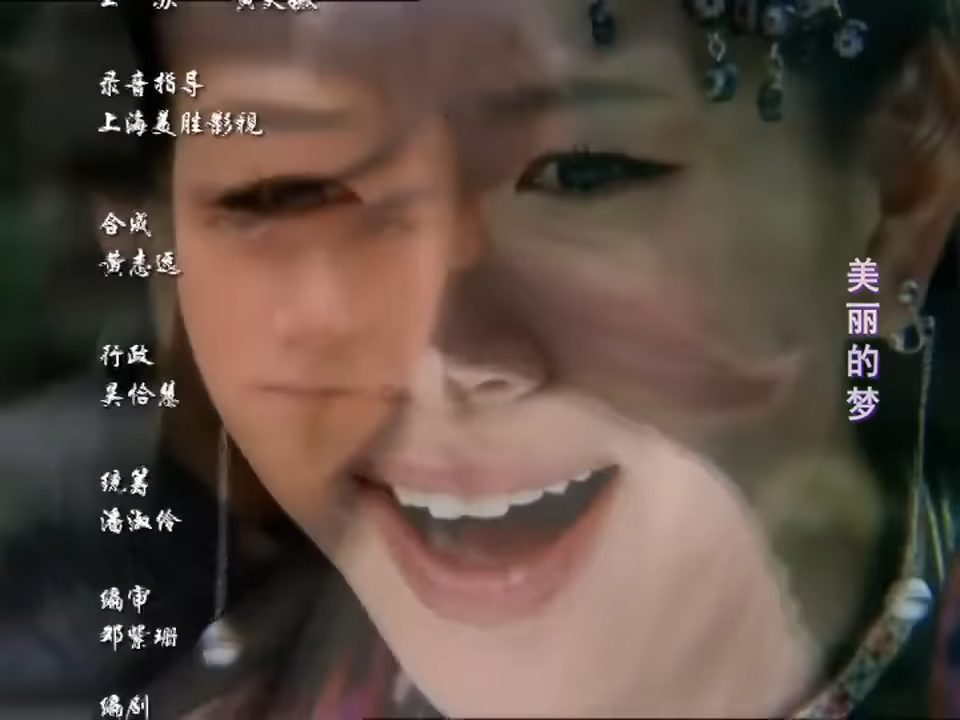 录音指导
上海美胜影视
合成
黄志远
行政
吴恰慧
统筹
潘淑伶
编审
邓紫珊
编剧
美丽的梦